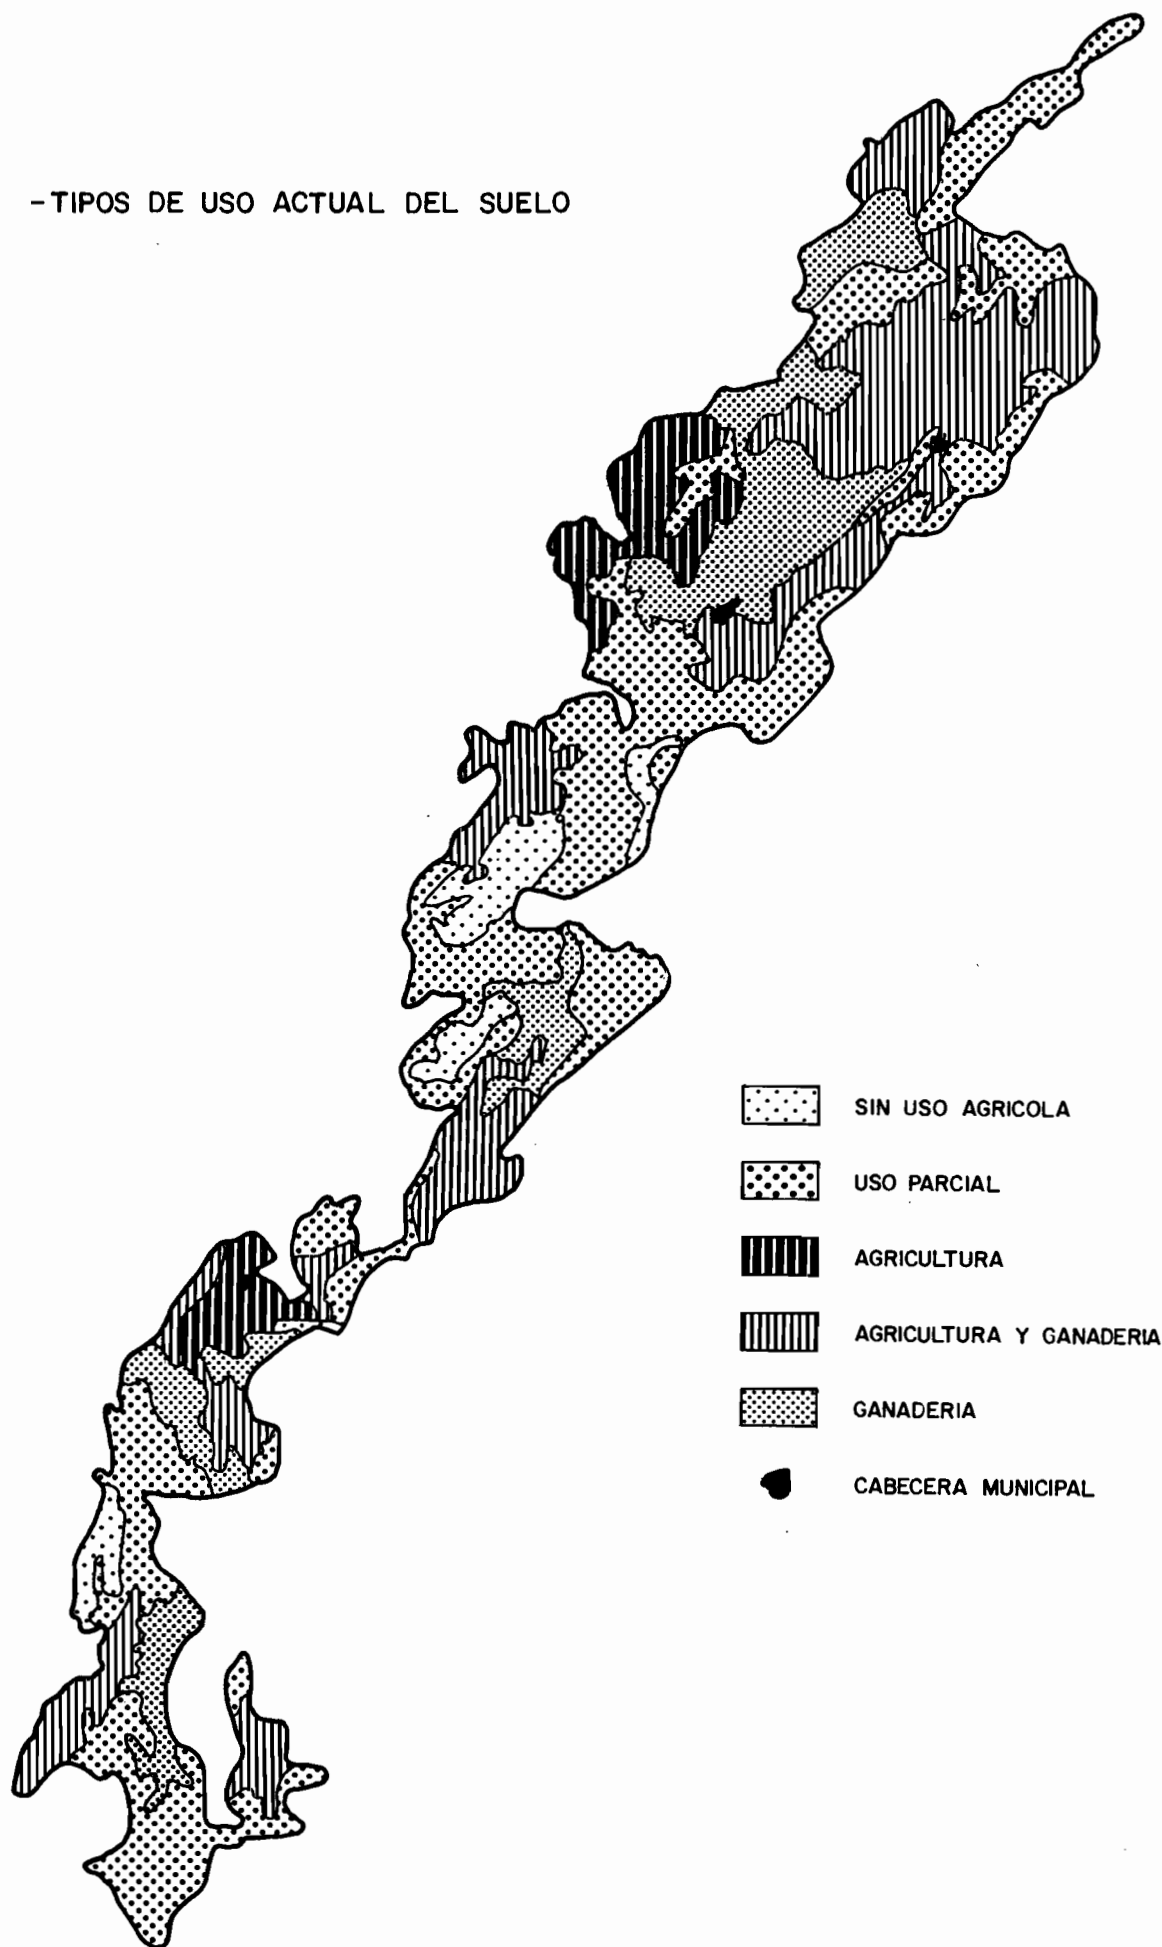 -TIPOS DE USO ACTUAL DEL SUELO
SIN USO AGRICOLA
USO PARCIAL
AGRICULTURA
AGRICULTURA Y GANADERIA
GANADERIA
CABECERA MUNICIPAL